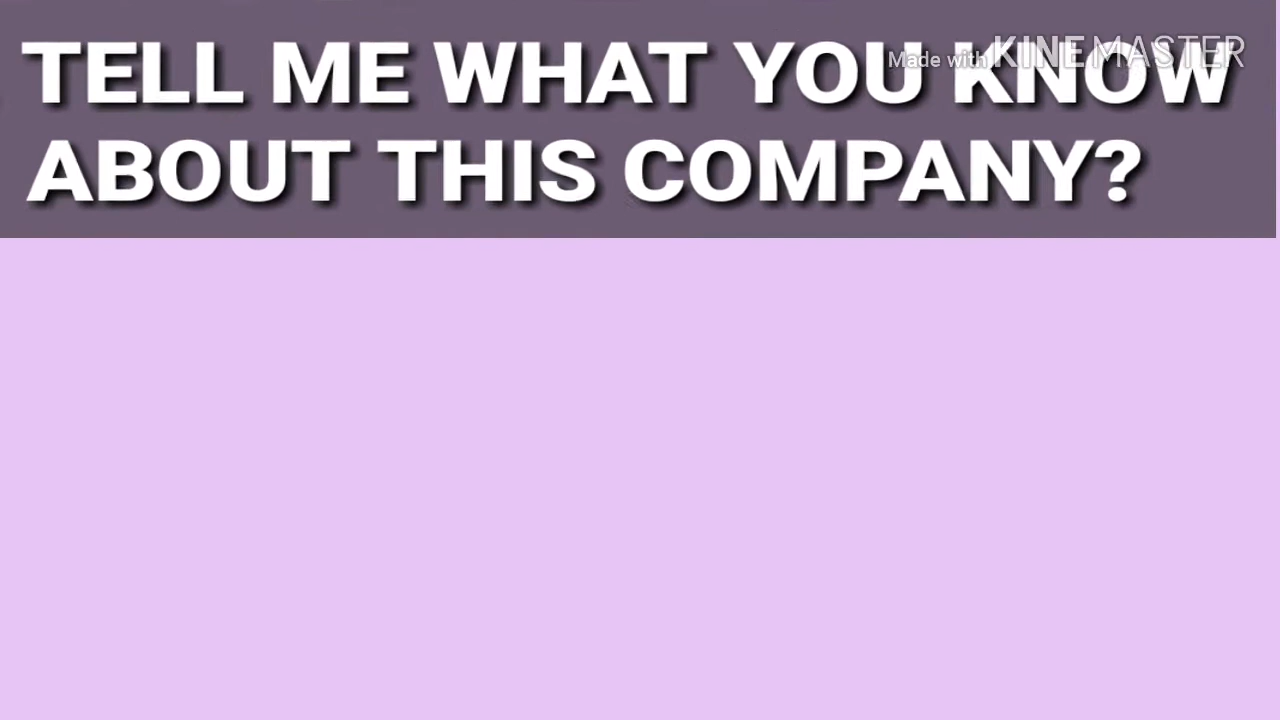 TELL ME WHAT YOU KNOW
ABOUT THIS COMPANY?
Made with KINEMASTER